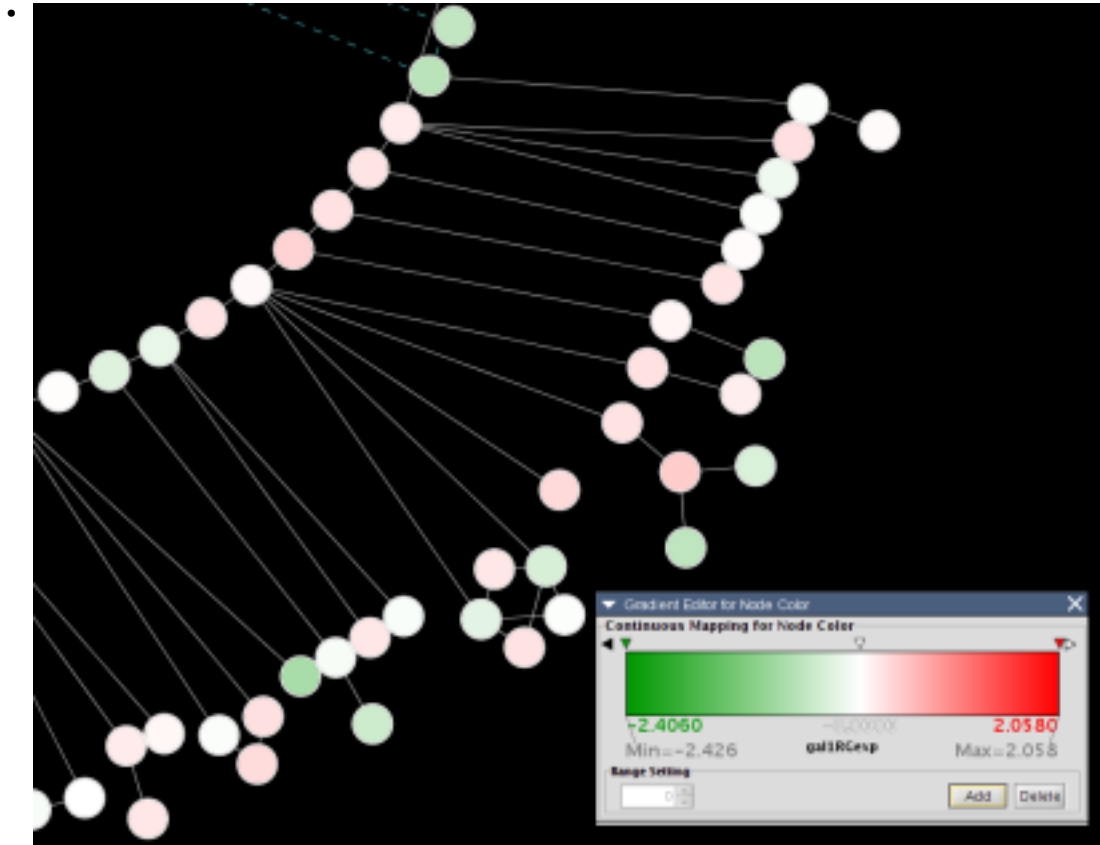 Gradient Editor for Node Color
Continuous Mapping for Node Color
-2.4060
2.0580
Min=-2.426
gal1RGexp
Max=2.058
Range Setting
0
Add
Delete